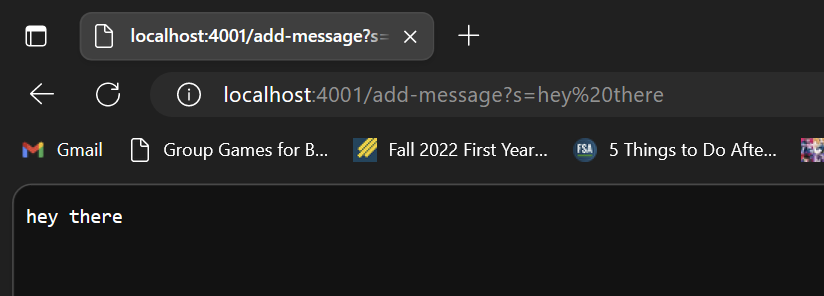 localhost:4001/add-message?s=
localhost:4001/add-message?s=hey%20there
Gmail Group Games for B... Fall 2022 First Year... FSA 5 Things to Do Afte...
hey there